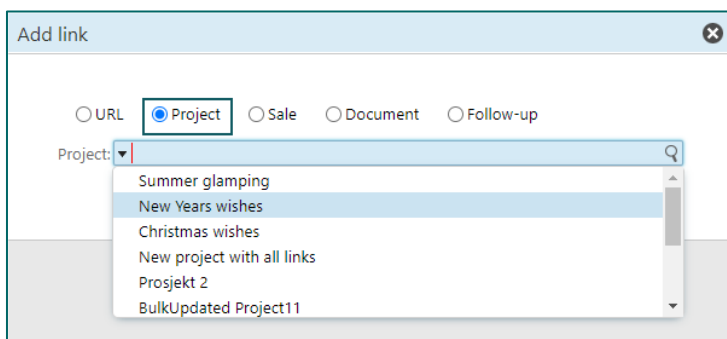 Add link
URL Project Sale Document Follow-up
Project:
Summer glamping
New Years wishes
Christmas wishes
New project with all links
Prosjekt 2
BulkUpdated Project11